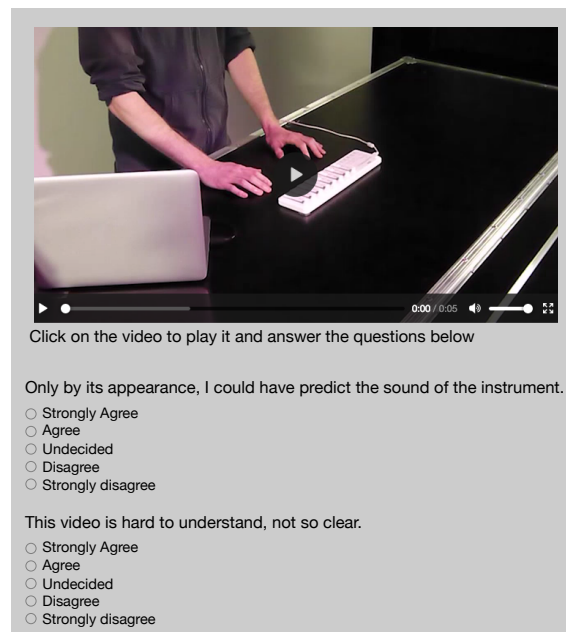 0:00 / 0:05
Click on the video to play it and answer the questions below
Only by its appearance, I could have predict the sound of the instrument.
Strongly Agree
Agree
Undecided
Disagree
Strongly disagree
This video is hard to understand, not so clear.
Strongly Agree
Agree
Undecided
Disagree
Strongly disagree